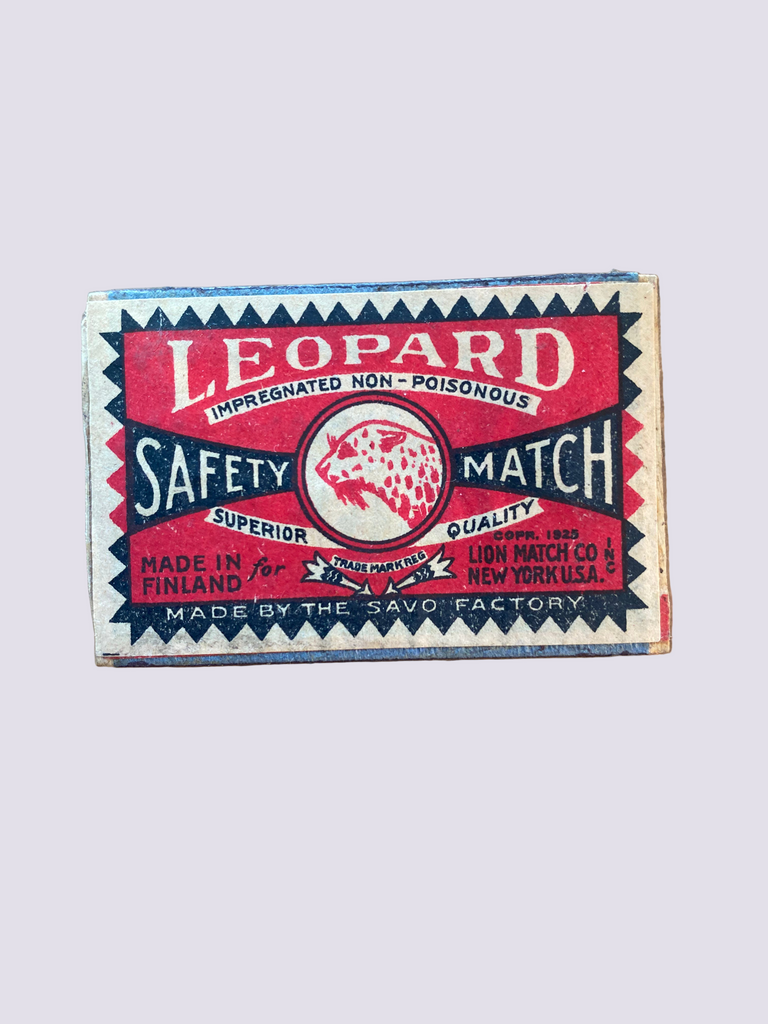 LEOPARD
IMPREGNATED NON-POISONOUS
SAFETY MATCH
SUPERIOR QUALITY
MADE IN FINLAND for
TRADE MARK REG
COPR. 1925
LION MATCH CO INC
NEW YORK U.S.A.
MADE BY THE SAVO FACTORY